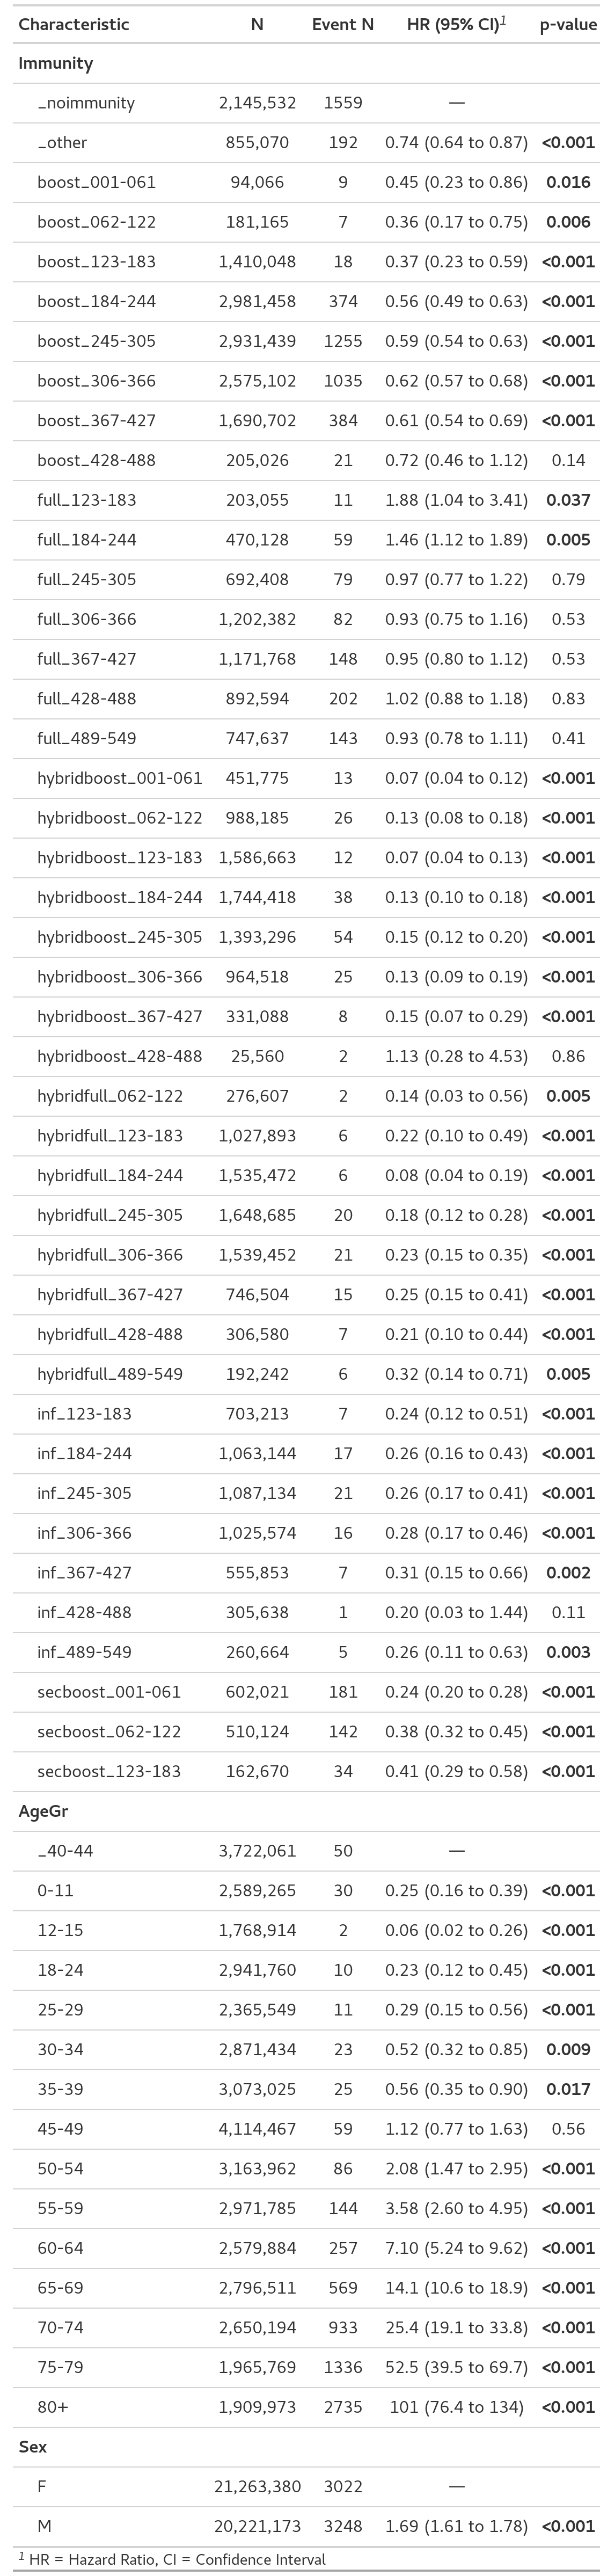 Characteristic N Event N HR (95% CI)1 p-value
Immunity
_noimmunity 2,145,532 1559 —
_other 855,070 192 0.74 (0.64 to 0.87) <0.001
boost_001-061 94,066 9 0.45 (0.23 to 0.86) 0.016
boost_062-122 181,165 7 0.36 (0.17 to 0.75) 0.006
boost_123-183 1,410,048 18 0.37 (0.23 to 0.59) <0.001
boost_184-244 2,981,458 374 0.56 (0.49 to 0.63) <0.001
boost_245-305 2,931,439 1255 0.59 (0.54 to 0.63) <0.001
boost_306-366 2,575,102 1035 0.62 (0.57 to 0.68) <0.001
boost_367-427 1,690,702 384 0.61 (0.54 to 0.69) <0.001
boost_428-488 205,026 21 0.72 (0.46 to 1.12) 0.14
full_123-183 203,055 11 1.88 (1.04 to 3.41) 0.037
full_184-244 470,128 59 1.46 (1.12 to 1.89) 0.005
full_245-305 692,408 79 0.97 (0.77 to 1.22) 0.79
full_306-366 1,202,382 82 0.93 (0.75 to 1.16) 0.53
full_367-427 1,171,768 148 0.95 (0.80 to 1.12) 0.53
full_428-488 892,594 202 1.02 (0.88 to 1.18) 0.83
full_489-549 747,637 143 0.93 (0.78 to 1.11) 0.41
hybridboost_001-061 451,775 13 0.07 (0.04 to 0.12) <0.001
hybridboost_062-122 988,185 26 0.13 (0.08 to 0.18) <0.001
hybridboost_123-183 1,586,663 12 0.07 (0.04 to 0.13) <0.001
hybridboost_184-244 1,744,418 38 0.13 (0.10 to 0.18) <0.001
hybridboost_245-305 1,393,296 54 0.15 (0.12 to 0.20) <0.001
hybridboost_306-366 964,518 25 0.13 (0.09 to 0.19) <0.001
hybridboost_367-427 331,088 8 0.15 (0.07 to 0.29) <0.001
hybridboost_428-488 25,560 2 1.13 (0.28 to 4.53) 0.86
hybridfull_062-122 276,607 2 0.14 (0.03 to 0.56) 0.005
hybridfull_123-183 1,027,893 6 0.22 (0.10 to 0.49) <0.001
hybridfull_184-244 1,535,472 6 0.08 (0.04 to 0.19) <0.001
hybridfull_245-305 1,648,685 20 0.18 (0.12 to 0.28) <0.001
hybridfull_306-366 1,539,452 21 0.23 (0.15 to 0.35) <0.001
hybridfull_367-427 746,504 15 0.25 (0.15 to 0.41) <0.001
hybridfull_428-488 306,580 7 0.21 (0.10 to 0.44) <0.001
hybridfull_489-549 192,242 6 0.32 (0.14 to 0.71) 0.005
inf_123-183 703,213 7 0.24 (0.12 to 0.51) <0.001
inf_184-244 1,063,144 17 0.26 (0.16 to 0.43) <0.001
inf_245-305 1,087,134 21 0.26 (0.17 to 0.41) <0.001
inf_306-366 1,025,574 16 0.28 (0.17 to 0.46) <0.001
inf_367-427 555,853 7 0.31 (0.15 to 0.66) 0.002
inf_428-488 305,638 1 0.20 (0.03 to 1.44) 0.11
inf_489-549 260,664 5 0.26 (0.11 to 0.63) 0.003
secboost_001-061 602,021 181 0.24 (0.20 to 0.28) <0.001
secboost_062-122 510,124 142 0.38 (0.32 to 0.45) <0.001
secboost_123-183 162,670 34 0.41 (0.29 to 0.58) <0.001
AgeGr
_40-44 3,722,061 50 —
0-11 2,589,265 30 0.25 (0.16 to 0.39) <0.001
12-15 1,768,914 2 0.06 (0.02 to 0.26) <0.001
18-24 2,941,760 10 0.23 (0.12 to 0.45) <0.001
25-29 2,365,549 11 0.29 (0.15 to 0.56) <0.001
30-34 2,871,434 23 0.52 (0.32 to 0.85) 0.009
35-39 3,073,025 25 0.56 (0.35 to 0.90) 0.017
45-49 4,114,467 59 1.12 (0.77 to 1.63) 0.56
50-54 3,163,962 86 2.08 (1.47 to 2.95) <0.001
55-59 2,971,785 144 3.58 (2.60 to 4.95) <0.001
60-64 2,579,884 257 7.10 (5.24 to 9.62) <0.001
65-69 2,796,511 569 14.1 (10.6 to 18.9) <0.001
70-74 2,650,194 933 25.4 (19.1 to 33.8) <0.001
75-79 1,965,769 1336 52.5 (39.5 to 69.7) <0.001
80+ 1,909,973 2735 101 (76.4 to 134) <0.001
Sex
F 21,263,380 3022 —
M 20,221,173 3248 1.69 (1.61 to 1.78) <0.001
1 HR = Hazard Ratio, CI = Confidence Interval